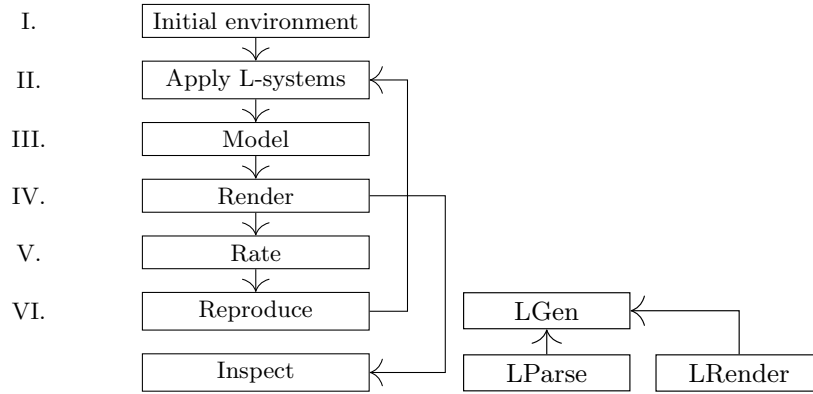 I. Initial environment
II. Apply L-systems
III. Model
IV. Render
V. Rate
VI. Reproduce
LGen
Inspect
LParse
LRender